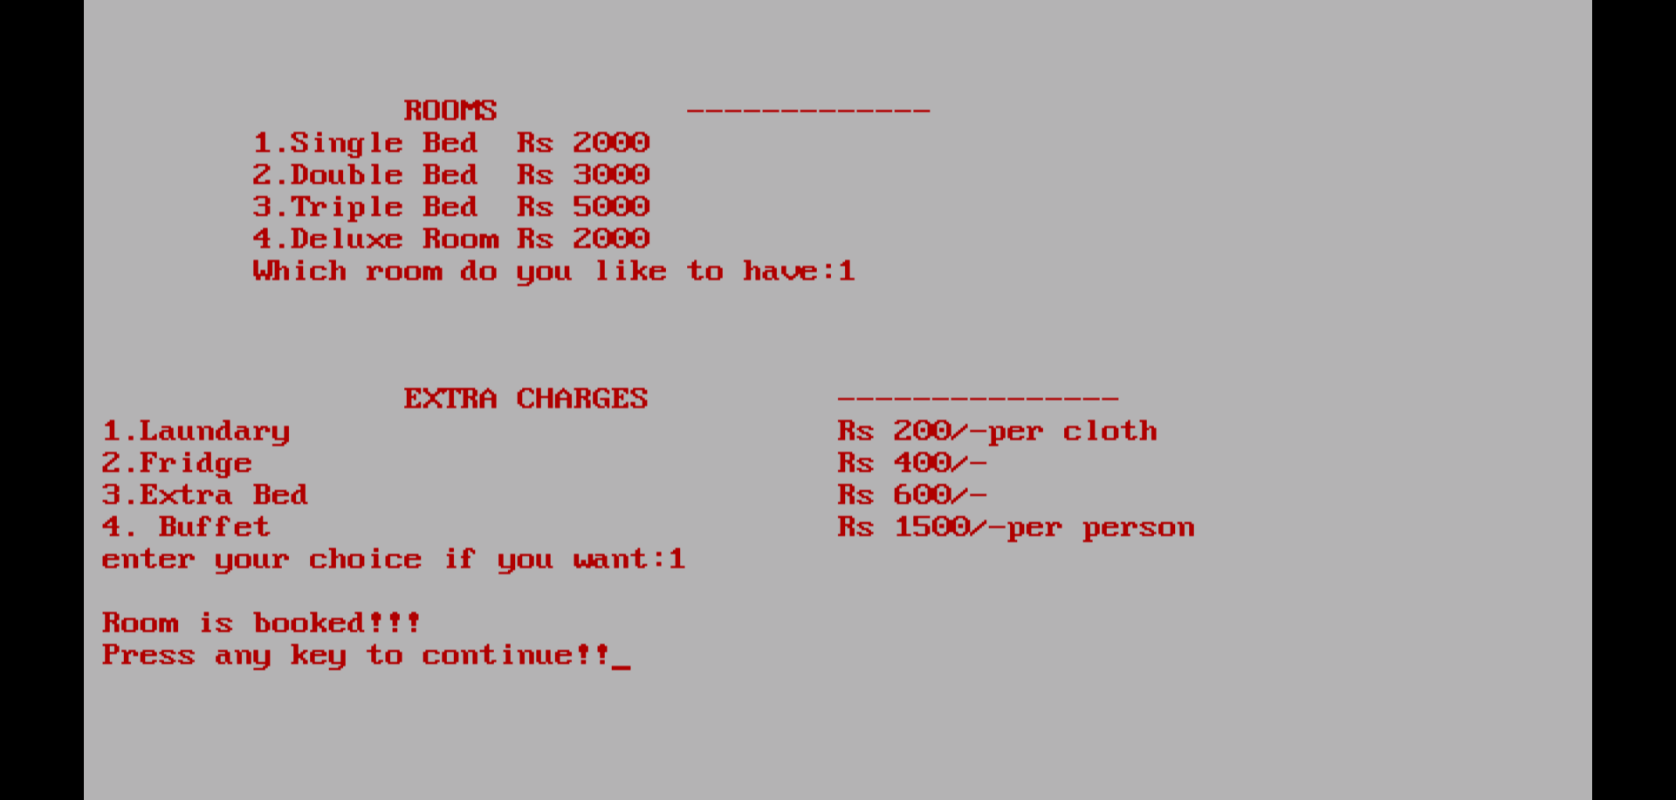 ROOMS -------------
1.Single Bed Rs 2000
2.Double Bed Rs 3000
3.Triple Bed Rs 5000
4.Deluxe Room Rs 2000
Which room do you like to have:1
EXTRA CHARGES ---------------
1.Laundary Rs 200/-per cloth
2.Fridge Rs 400/-
3.Extra Bed Rs 600/-
4. Buffet Rs 1500/-per person
enter your choice if you want:1
Room is booked!!!
Press any key to continue!!_